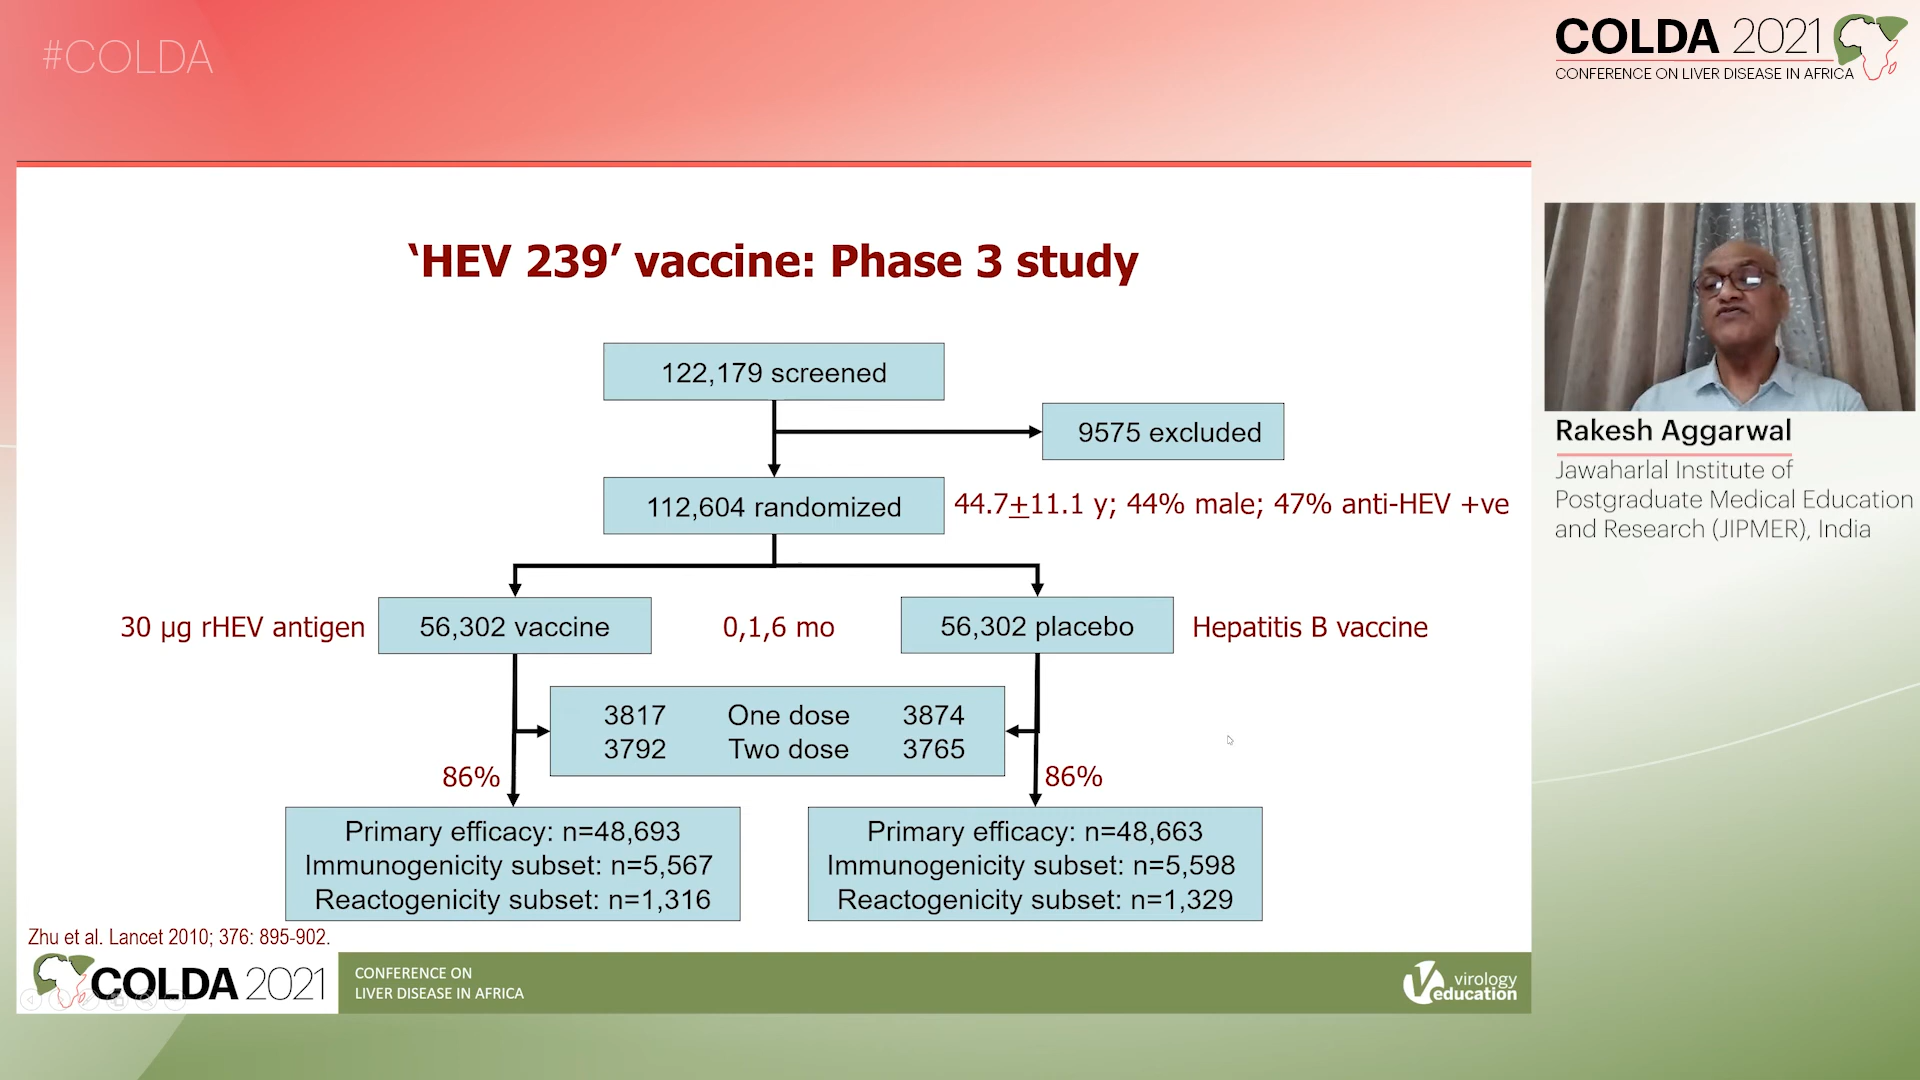 #COLDA
COLDA 2021
CONFERENCE ON LIVER DISEASE IN AFRICA
‘HEV 239’ vaccine: Phase 3 study
122,179 screened
9575 excluded
112,604 randomized
44.7±11.1 y; 44% male; 47% anti-HEV +ve
30 µg rHEV antigen
56,302 vaccine
0,1,6 mo
56,302 placebo
Hepatitis B vaccine
3817 One dose 3874
3792 Two dose 3765
86%
86%
Primary efficacy: n=48,693
Immunogenicity subset: n=5,567
Reactogenicity subset: n=1,316
Primary efficacy: n=48,663
Immunogenicity subset: n=5,598
Reactogenicity subset: n=1,329
Zhu et al. Lancet 2010; 376: 895-902.
COLDA 2021
CONFERENCE ON
LIVER DISEASE IN AFRICA
virology
education
Rakesh Aggarwal
Jawaharlal Institute of
Postgraduate Medical Education
and Research (JIPMER), India